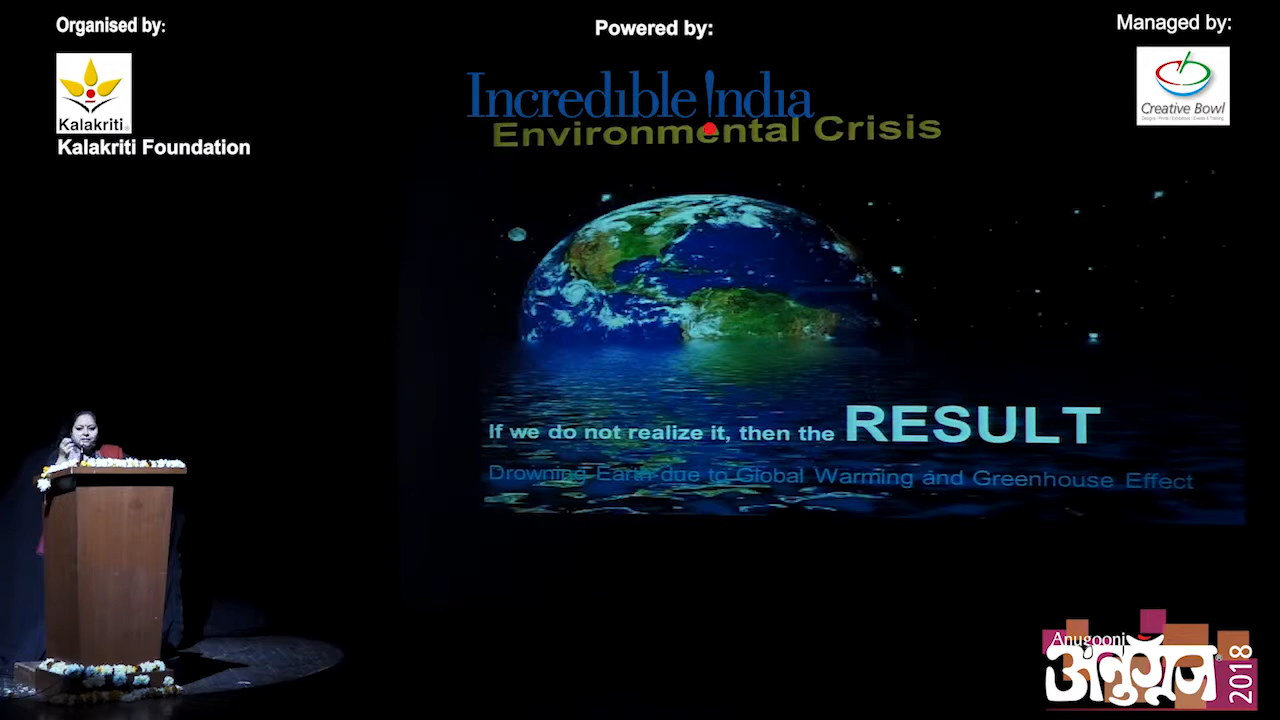 Organised by:
Kalakriti
Kalakriti Foundation
Powered by:
Incredible !ndia
Managed by:
Creative Bowl
Environmental Crisis
If we do not realize it, then the RESULT
Drowning Earth due to Global Warming and Greenhouse Effect
Anugoonj
अनुगूँज
2018